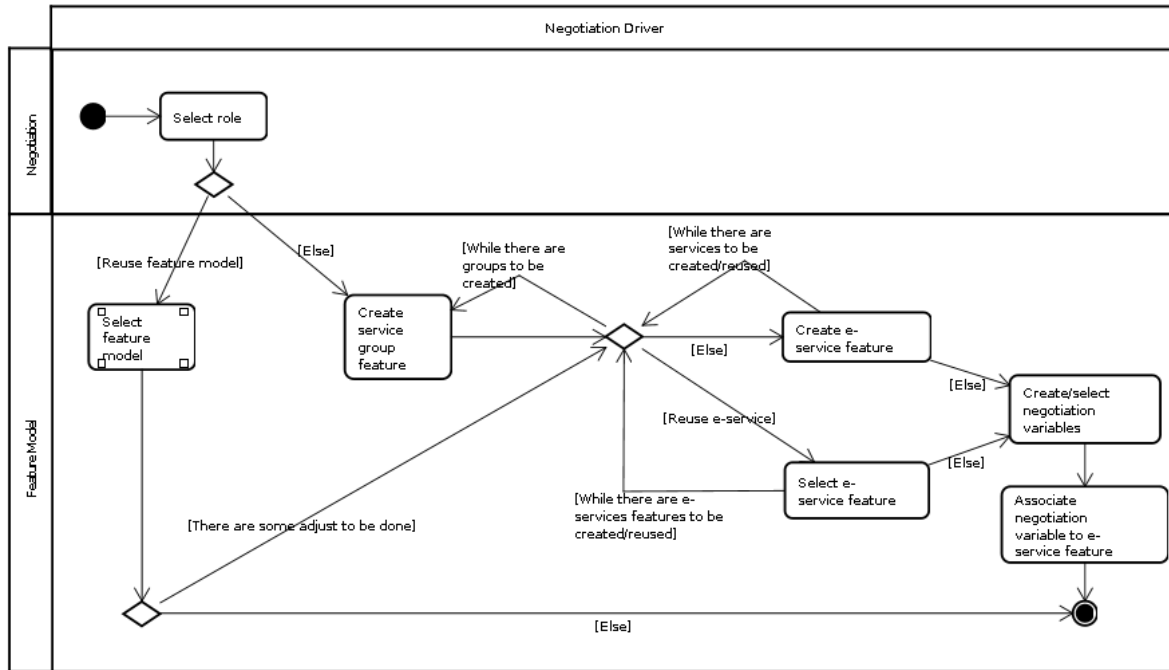 Negotiation Driver
Negotiation
Select role
Feature Model
[Reuse feature model]
[Else]
[While there are
groups to be
created]
[While there are
services to be
created/reused]
Select
feature
model
Create
service
group
feature
[Else]
Create e-
service feature
[Else]
Create/select
negotiation
variables
[Reuse e-service]
[Else]
Select e-
service feature
[While there are e-
services features to be
created/reused]
Associate
negotiation
variable to e-
service feature
[There are some adjust to be done]
[Else]